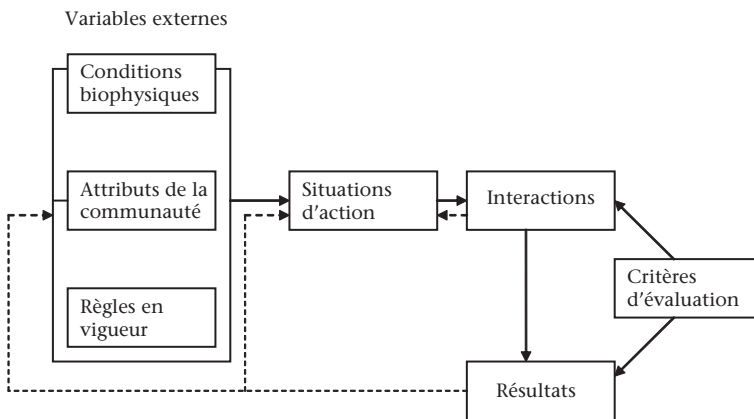 Variables externes
Conditions
biophysiques
Attributs de la
communauté
Règles en
vigueur
Situations
d'action
Interactions
Critères
d'évaluation
Résultats